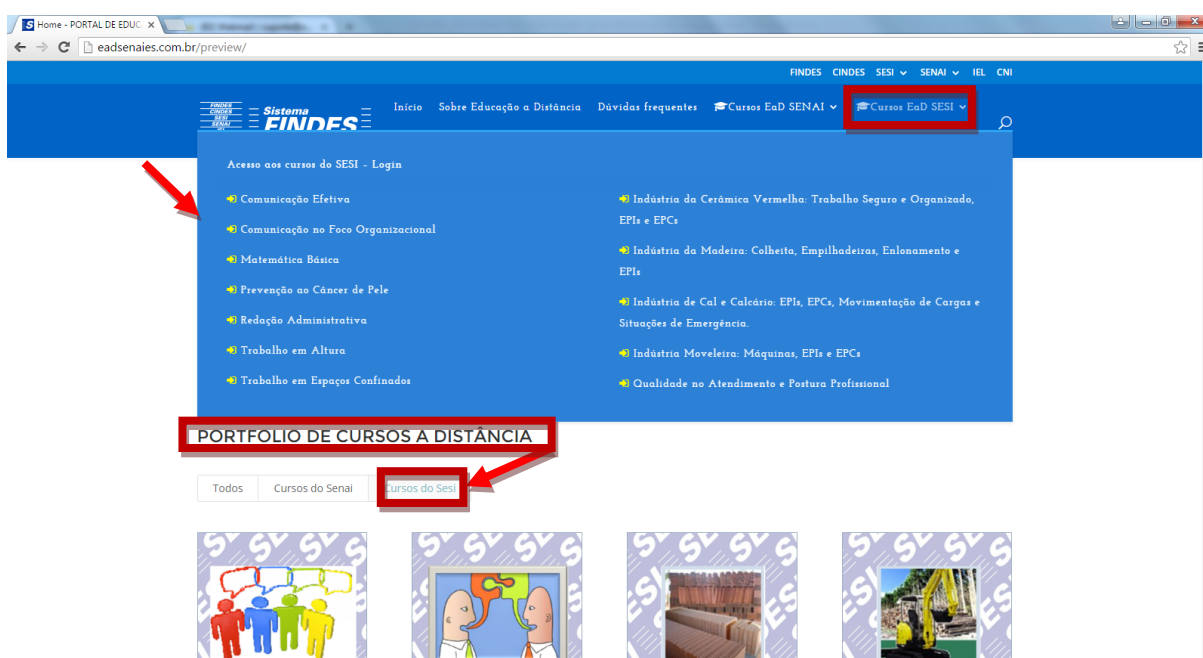 Home - PORTAL DE EDUC
eadsenaies.com.br/preview/
FINDES CINDES SESI SENAI IEL CNI
FINDES
CINDES
SESI
SENAI
Sistema
FINDES
Início Sobre Educação a Distância Dúvidas frequentes Cursos EaD SENAI Cursos EaD SESI
Acesso aos cursos do SESI - Login
Comunicação Efetiva
Comunicação no Foco Organizacional
Matemática Básica
Prevenção ao Câncer de Pele
Redação Administrativa
Trabalho em Altura
Trabalho em Espaços Confinados
Indústria da Cerâmica Vermelha: Trabalho Seguro e Organizado,
EPIs e EPCs
Indústria da Madeira: Colheita, Empilhadeiras, Enlonamento e
EPIs
Indústria de Cal e Calcário: EPIs, EPCs, Movimentação de Cargas e
Situações de Emergência.
Indústria Moveleira: Máquinas, EPIs e EPCs
Qualidade no Atendimento e Postura Profissional
PORTFOLIO DE CURSOS A DISTÂNCIA
Todos Cursos do Senai Cursos do Sesi